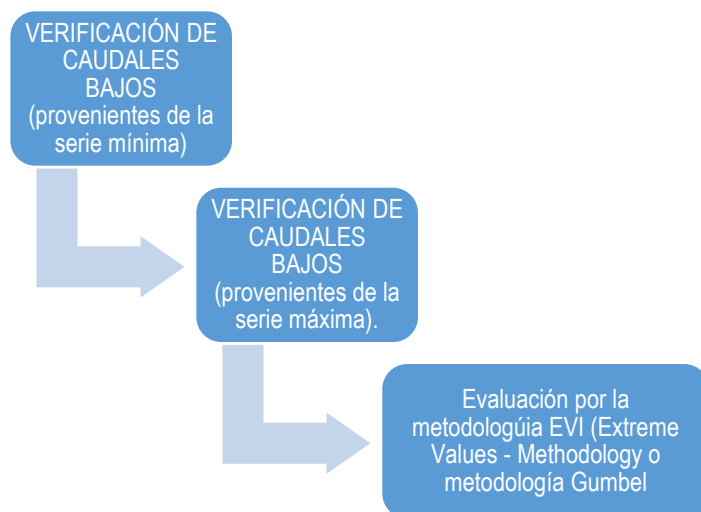 VERIFICACIÓN DE
CAUDALES
BAJOS
(provenientes de la
serie mínima)
VERIFICACIÓN DE
CAUDALES
BAJOS
(provenientes de la
serie máxima).
Evaluación por la
metodologúia EVI (Extreme
Values - Methodology o
metodología Gumbel